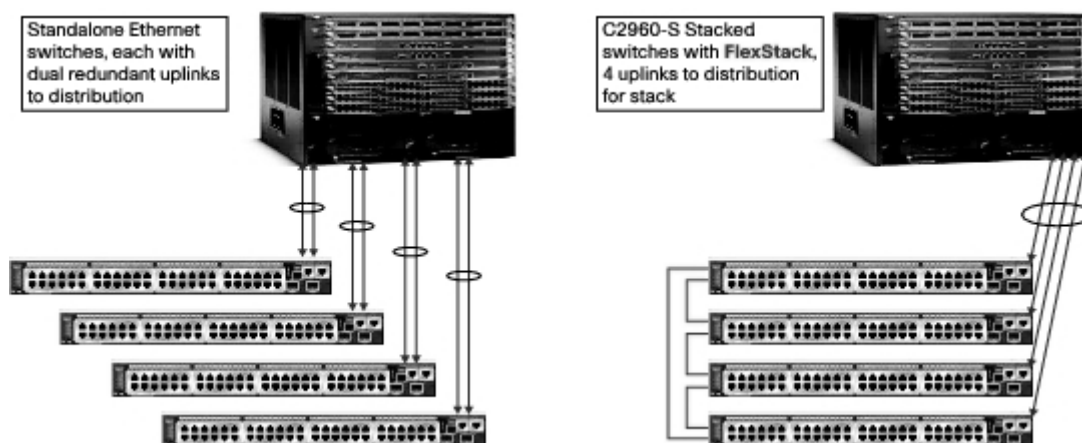 Standalone Ethernet
switches, each with
dual redundant uplinks
to distribution
C2960-S Stacked
switches with FlexStack,
4 uplinks to distribution
for stack